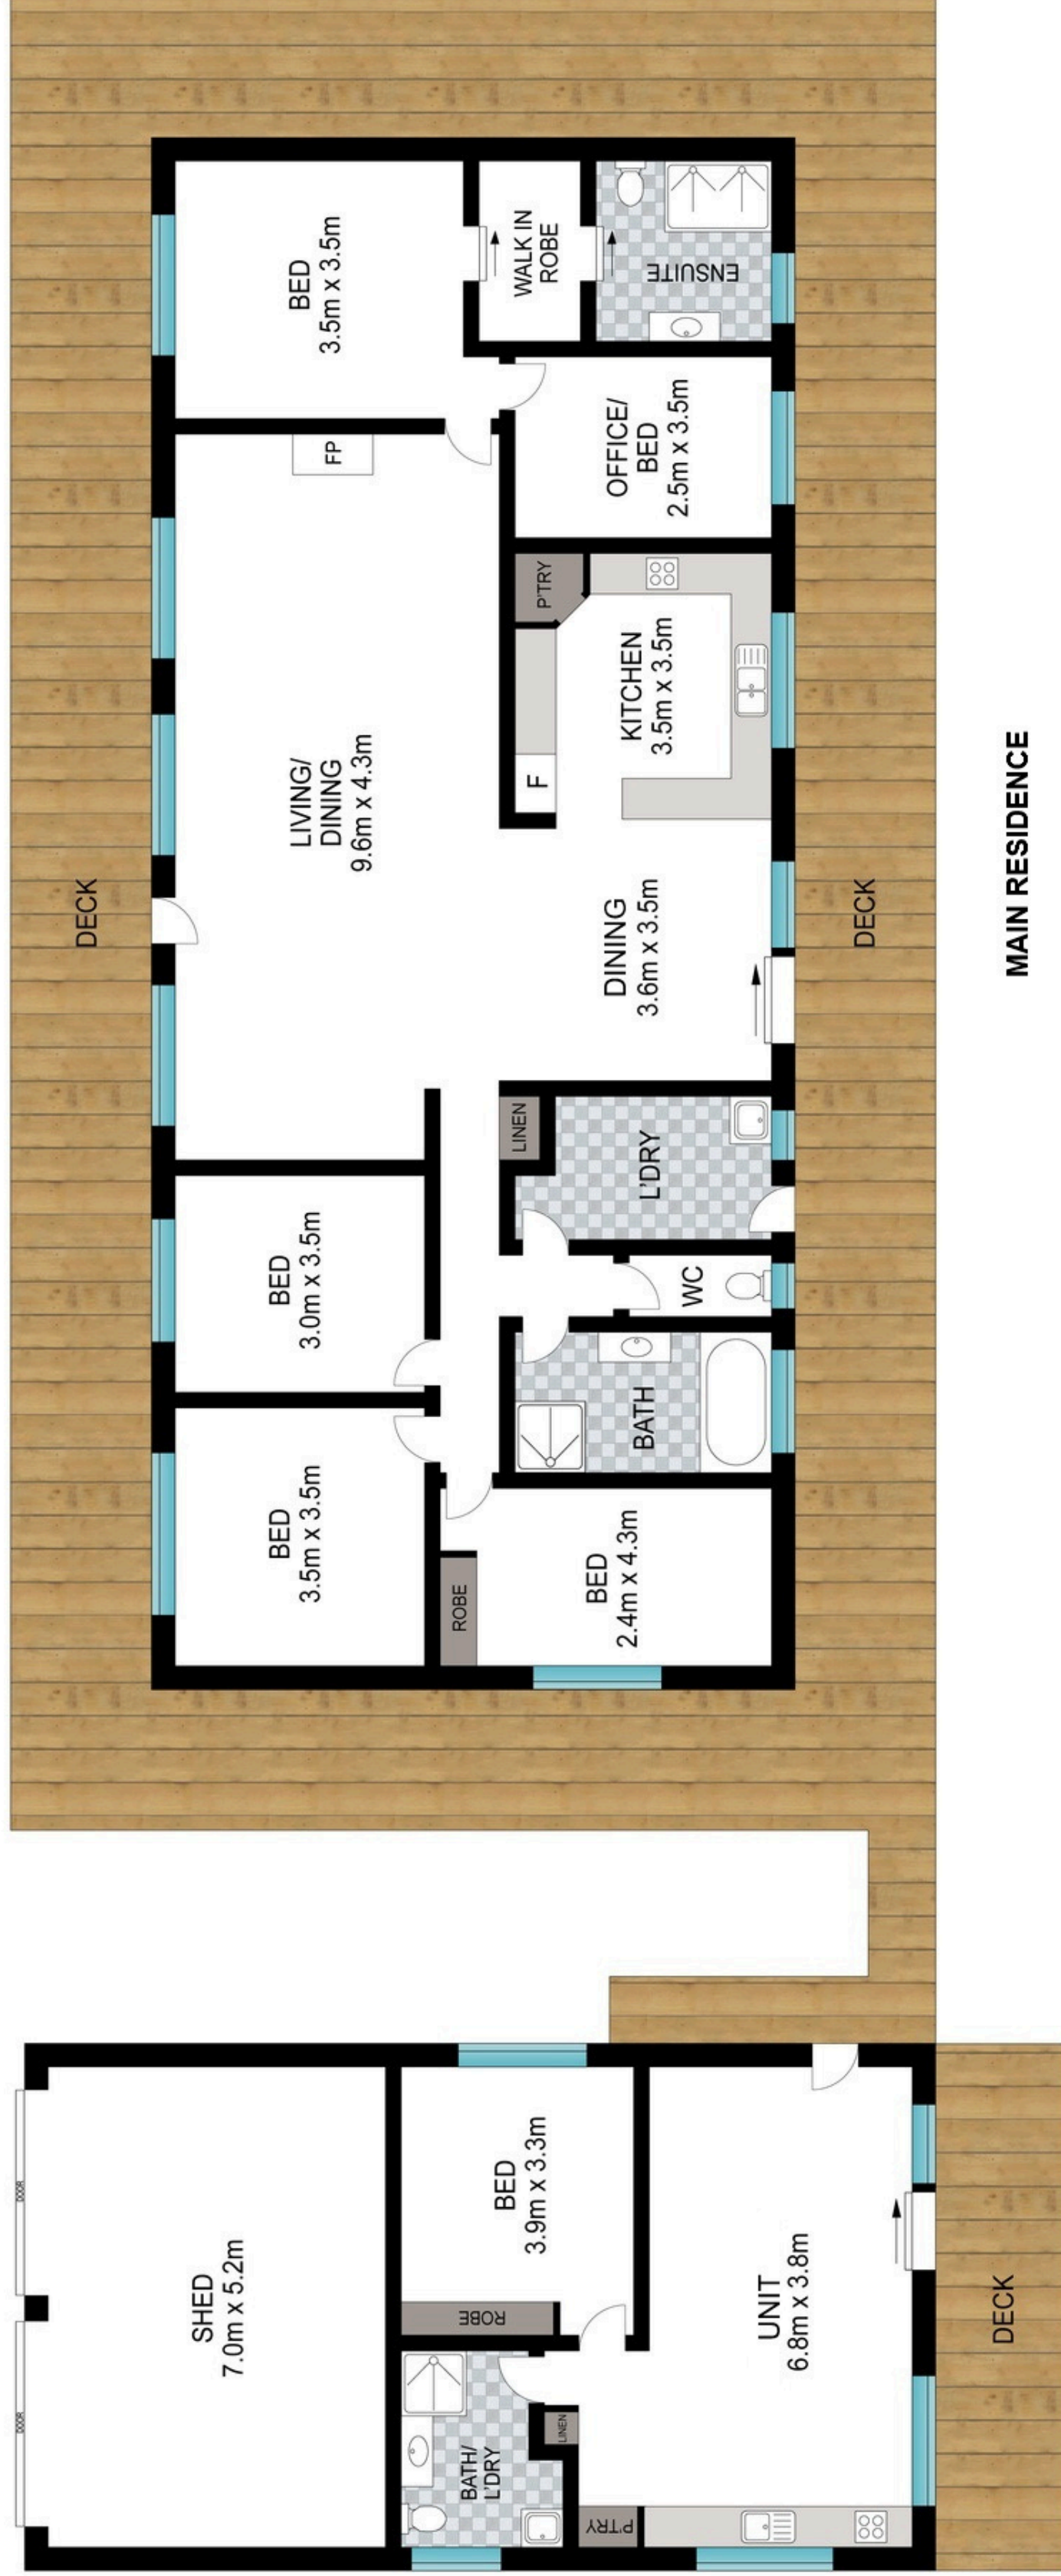 DECK
BED
3.5m x 3.5m
WALK IN
ROBE
ENSUITE
FP
OFFICE/
BED
2.5m x 3.5m
P'TRY
KITCHEN
3.5m x 3.5m
F
LIVING/
DINING
9.6m x 4.3m
DINING
3.6m x 3.5m
DECK
MAIN RESIDENCE
LINEN
L'DRY
WC
BATH
BED
3.0m x 3.5m
BED
3.5m x 3.5m
ROBE
BED
2.4m x 4.3m
DOOR
DOOR
SHED
7.0m x 5.2m
BED
3.9m x 3.3m
ROBE
BATH/
L'DRY
LINEN
P'TRY
UNIT
6.8m x 3.8m
DECK